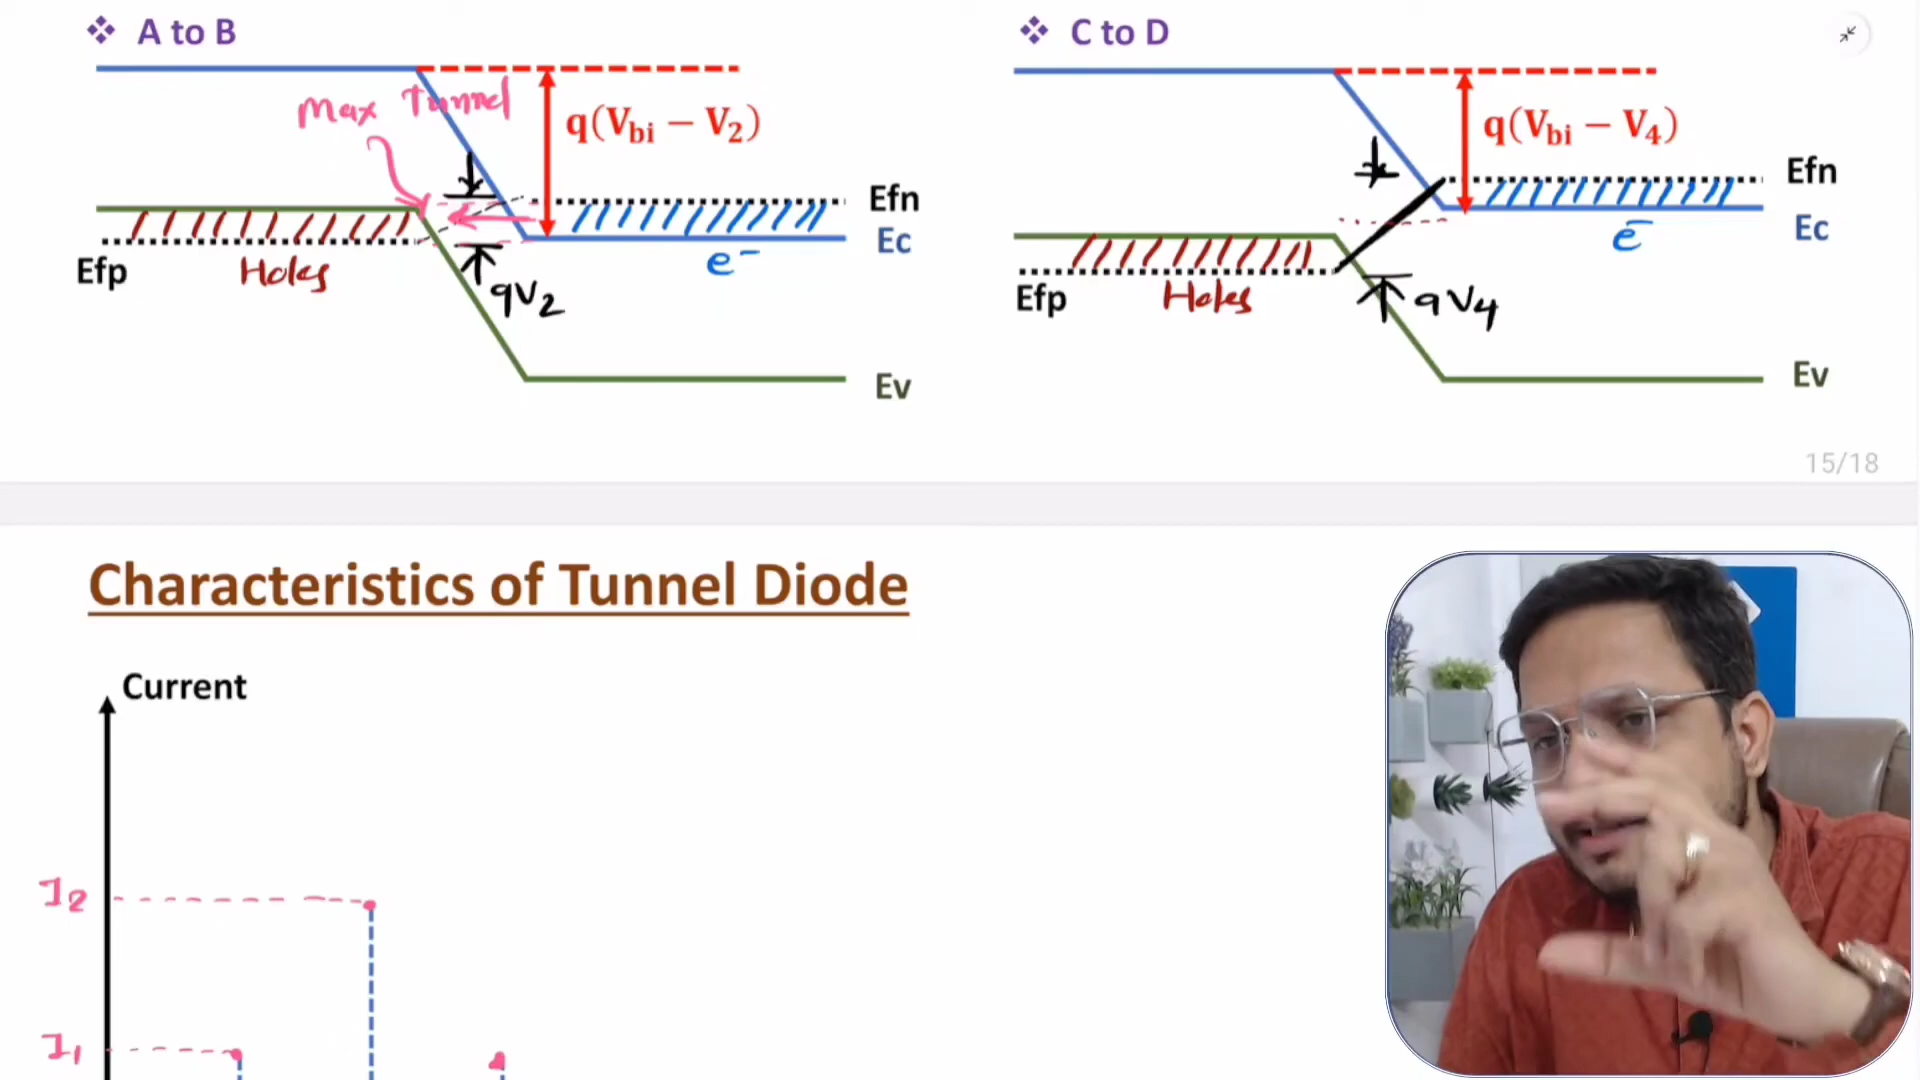 ❖ A to B
Max Tunnel
q(Vbi − V2)
Efn
Ec
Efp
Holes
e⁻
qV2
Ev
❖ C to D
q(Vbi − V4)
Efn
Ec
Efp
Holes
e⁻
qV4
Ev
15/18
Characteristics of Tunnel Diode
Current
I2
I1